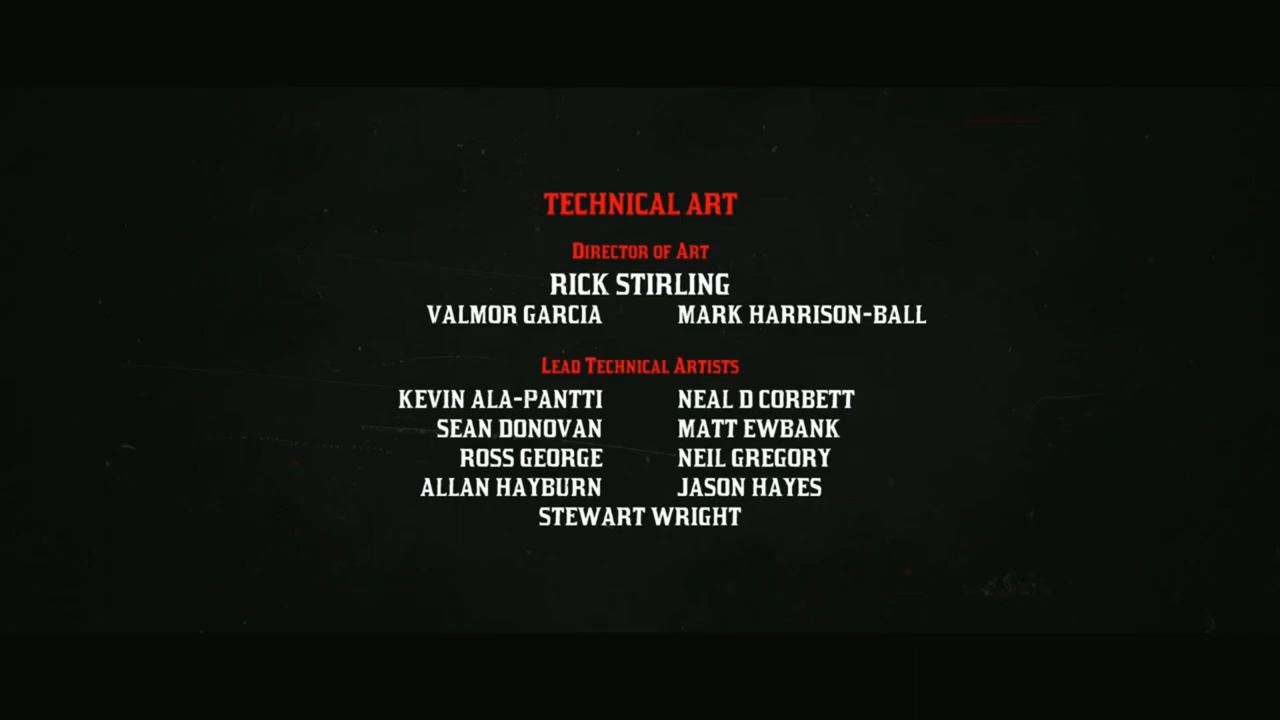 TECHNICAL ART
DIRECTOR OF ART
RICK STIRLING
VALMOR GARCIA MARK HARRISON-BALL
LEAD TECHNICAL ARTISTS
KEVIN ALA-PANTTI NEAL D CORBETT
SEAN DONOVAN MATT EWBANK
ROSS GEORGE NEIL GREGORY
ALLAN HAYBURN JASON HAYES
STEWART WRIGHT